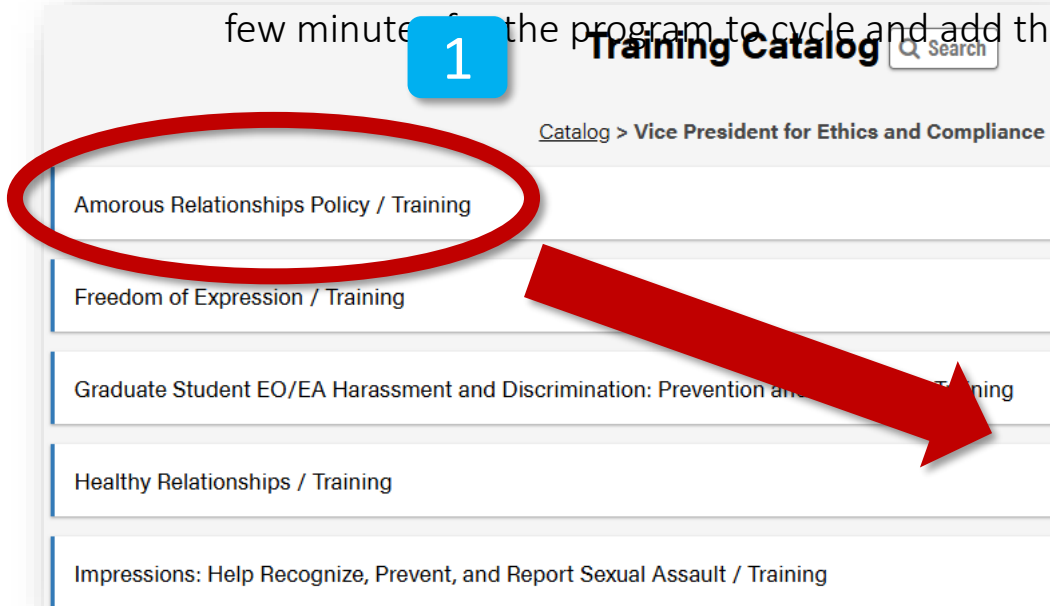 few minutes the program to cycle and add th
1
Training Catalog Search
Catalog > Vice President for Ethics and Compliance
Amorous Relationships Policy / Training
Freedom of Expression / Training
Graduate Student EO/EA Harassment and Discrimination: Prevention Training
Healthy Relationships / Training
Impressions: Help Recognize, Prevent, and Report Sexual Assault / Training